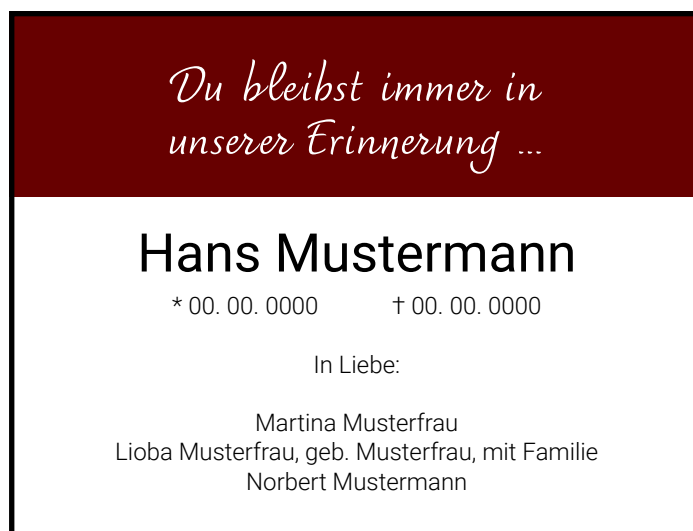 Du bleibst immer in
unserer Erinnerung ...
Hans Mustermann
* 00. 00. 0000 † 00. 00. 0000
In Liebe:
Martina Musterfrau
Lioba Musterfrau, geb. Musterfrau, mit Familie
Norbert Mustermann